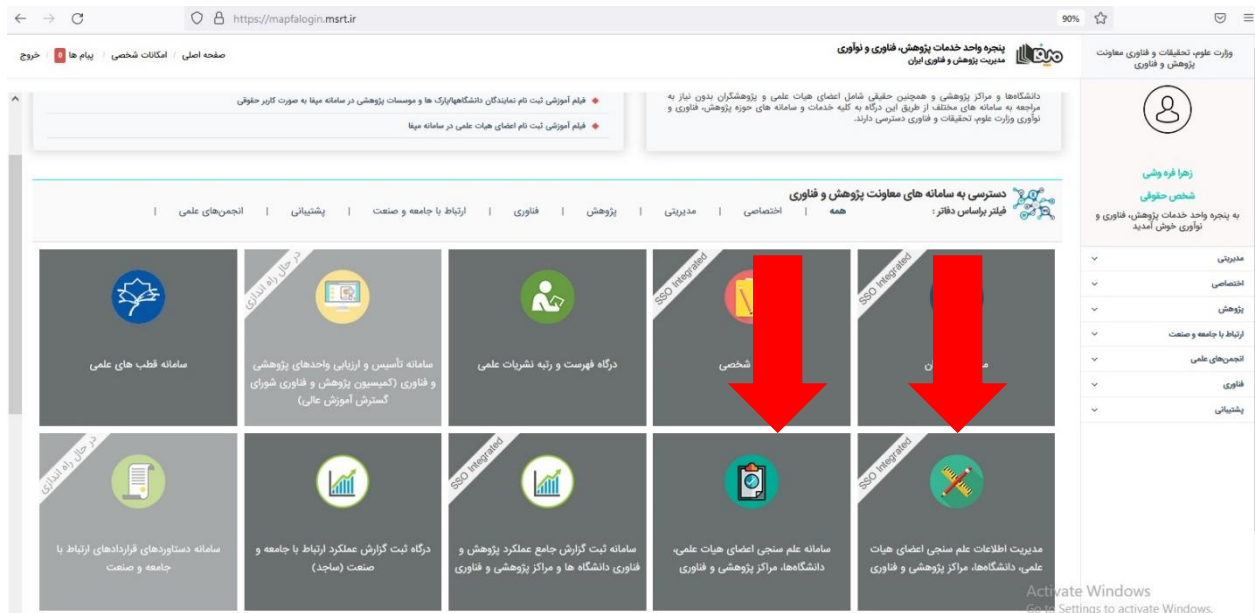 https://mapfalogin.msrt.ir
90%
وزارت علوم، تحقیقات و فناوری معاونت
پژوهش و فناوری
پنجره واحد خدمات پژوهش، فناوری و نوآوری
مدیریت پژوهش و فناوری ایران
صفحه اصلی / امکانات شخصی / پیام ها 0 / خروج
زهرا فره وشی
شخص حقوقی
به پنجره واحد خدمات پژوهش، فناوری و
نوآوری خوش آمدید
مدیریتی
اختصاصی
پژوهش
ارتباط با جامعه و صنعت
انجمن‌های علمی
فناوری
پشتیبانی
دانشگاه‌ها و مراکز پژوهشی و همچنین حقیقی شامل اعضای هیات علمی و پژوهشگران بدون نیاز به
مراجعه به سامانه های مختلف از طریق این درگاه به کلیه خدمات و سامانه های حوزه پژوهش، فناوری و
نوآوری وزارت علوم، تحقیقات و فناوری دسترسی دارند.
فیلم آموزشی ثبت نام نمایندگان دانشگاهها/پارک ها و موسسات پژوهشی در سامانه میفا به صورت کاربر حقوقی
فیلم آموزشی ثبت نام اعضای هیات علمی در سامانه میفا
دسترسی به سامانه های معاونت پژوهش و فناوری
فیلتر براساس دفاتر :
همه | اختصاصی | مدیریتی | پژوهش | فناوری | ارتباط با جامعه و صنعت | پشتیبانی | انجمن‌های علمی |
SSO Integrated
SSO Integrated
شخصی
درگاه فهرست و رتبه نشریات علمی
در حال راه اندازی
سامانه تأسیس و ارزیابی واحدهای پژوهشی
و فناوری (کمیسیون پژوهش و فناوری شورای
گسترش آموزش عالی)
سامانه قطب های علمی
SSO Integrated
مدیریت اطلاعات علم سنجی اعضای هیات
علمی، دانشگاه‌ها، مراکز پژوهشی و فناوری
سامانه علم سنجی اعضای هیات علمی،
دانشگاه‌ها، مراکز پژوهشی و فناوری
SSO Integrated
سامانه ثبت گزارش جامع عملکرد پژوهش و
فناوری دانشگاه ها و مراکز پژوهشی و فناوری
درگاه ثبت گزارش عملکرد ارتباط با جامعه و
صنعت (ساجد)
در حال راه اندازی
سامانه دستاوردهای قراردادهای ارتباط با
جامعه و صنعت
Activate Windows
Go to Settings to activate Windows.